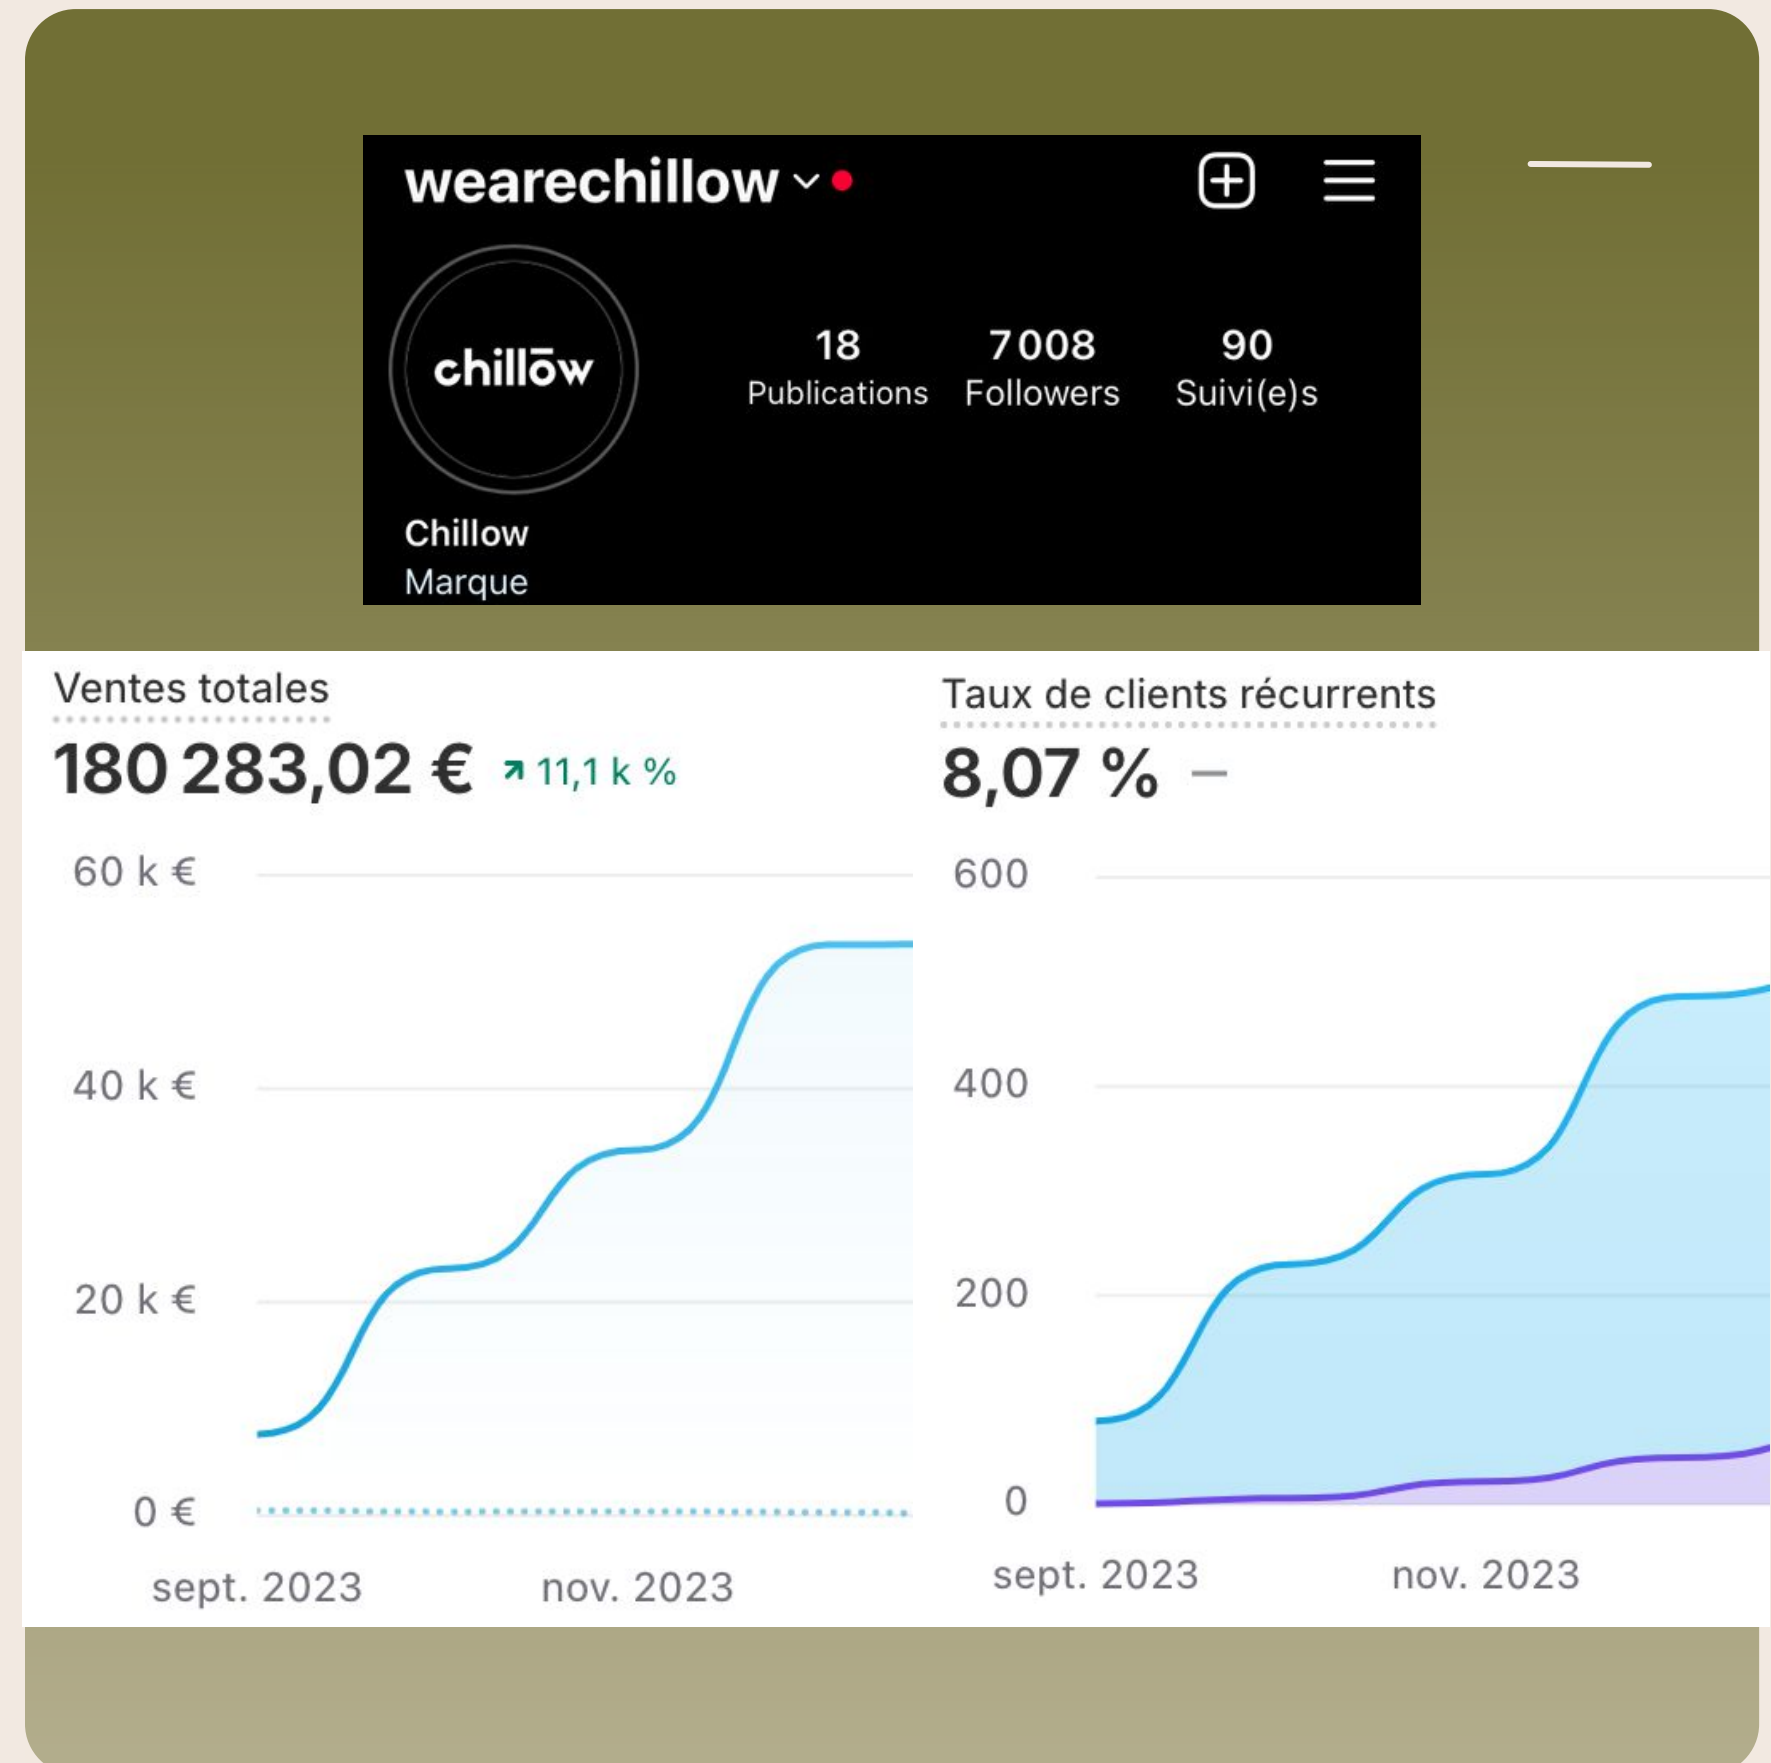 wearechillow
chillōw
18 7 008 90
Publications Followers Suivi(e)s
Chillow
Marque
Ventes totales
180 283,02 € 11,1 k %
60 k €
40 k €
20 k €
0 €
sept. 2023 nov. 2023
Taux de clients récurrents
8,07 % –
600
400
200
0
sept. 2023 nov. 2023